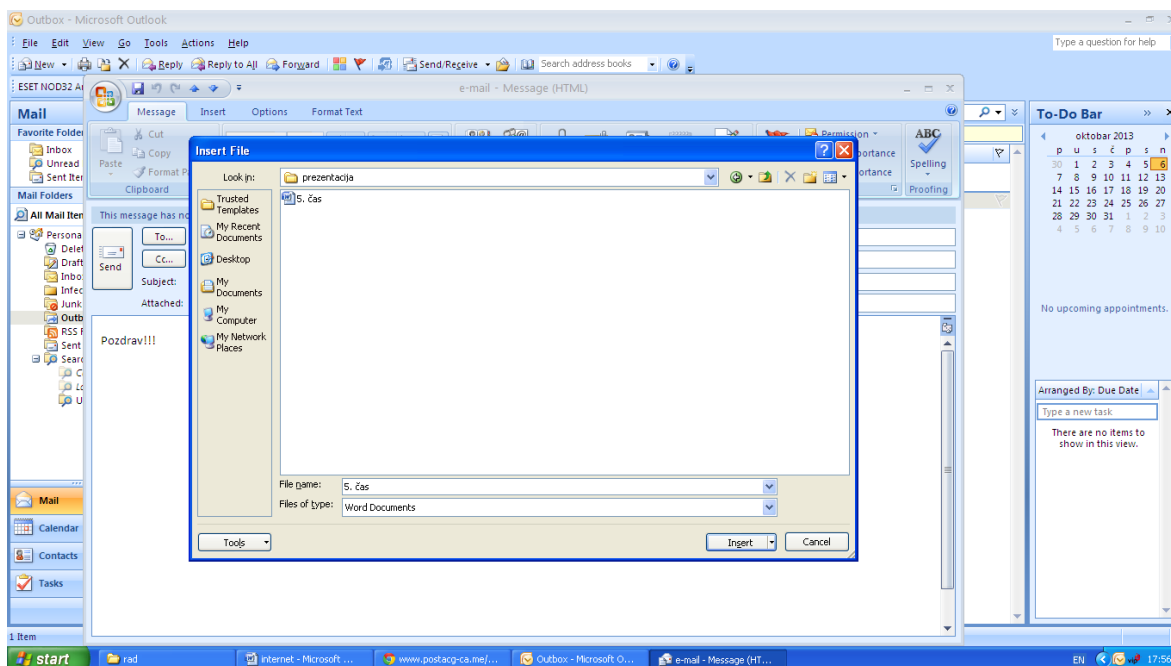 Outbox - Microsoft Outlook
File Edit View Go Tools Actions Help
Type a question for help
New Reply Reply to All Forward Send/Receive Search address books
ESET NOD32
e-mail - Message (HTML)
Mail
Message Insert Options Format Text
To-Do Bar
Favorite Folder
Inbox
Unread
Sent Iter
Mail Folders
All Mail Iten
Persona
Delet
Draft
Inbo
Infec
Junk
Outb
RSS F
Sent
Sear
Cut
Copy
Format P
Paste
Clipboard
Permission
portance
ortance
ABC
Spelling
Proofing
This message has no
To...
Cc...
Send
Subject:
Attached:
Pozdrav!!!
Insert File
Look in: prezentacija
Trusted
Templates
My Recent
Documents
Desktop
My
Documents
My
Computer
My Network
Places
5. čas
File name: 5. čas
Files of type: Word Documents
Tools Insert Cancel
oktobar 2013
p u s č p s n
30 1 2 3 4 5 6
7 8 9 10 11 12 13
14 15 16 17 18 19 20
21 22 23 24 25 26 27
28 29 30 31 1 2 3
4 5 6 7 8 9 10
No upcoming appointments.
Arranged By: Due Date
Type a new task
There are no items to
show in this view.
Mail
Calendar
Contacts
Tasks
1 Item
start rad internet - Microsoft ... www.postacg-ca.me/... Outbox - Microsoft O... e-mail - Message (HT... EN 17:56